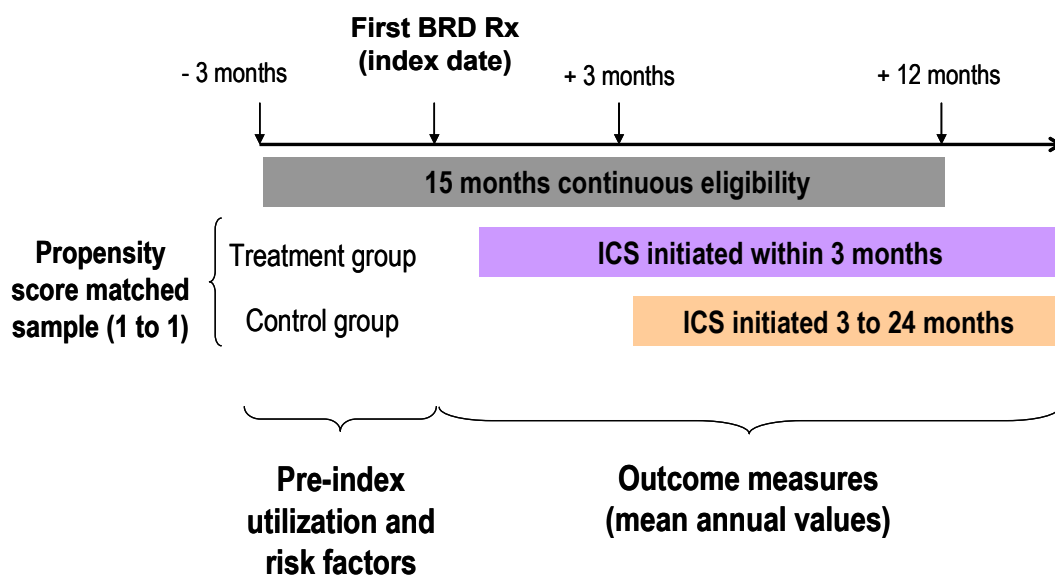 First BRD Rx
(index date)
- 3 months
+ 3 months
+ 12 months
15 months continuous eligibility
Propensity
score matched
sample (1 to 1)
Treatment group
ICS initiated within 3 months
Control group
ICS initiated 3 to 24 months
Pre-index
utilization and
risk factors
Outcome measures
(mean annual values)